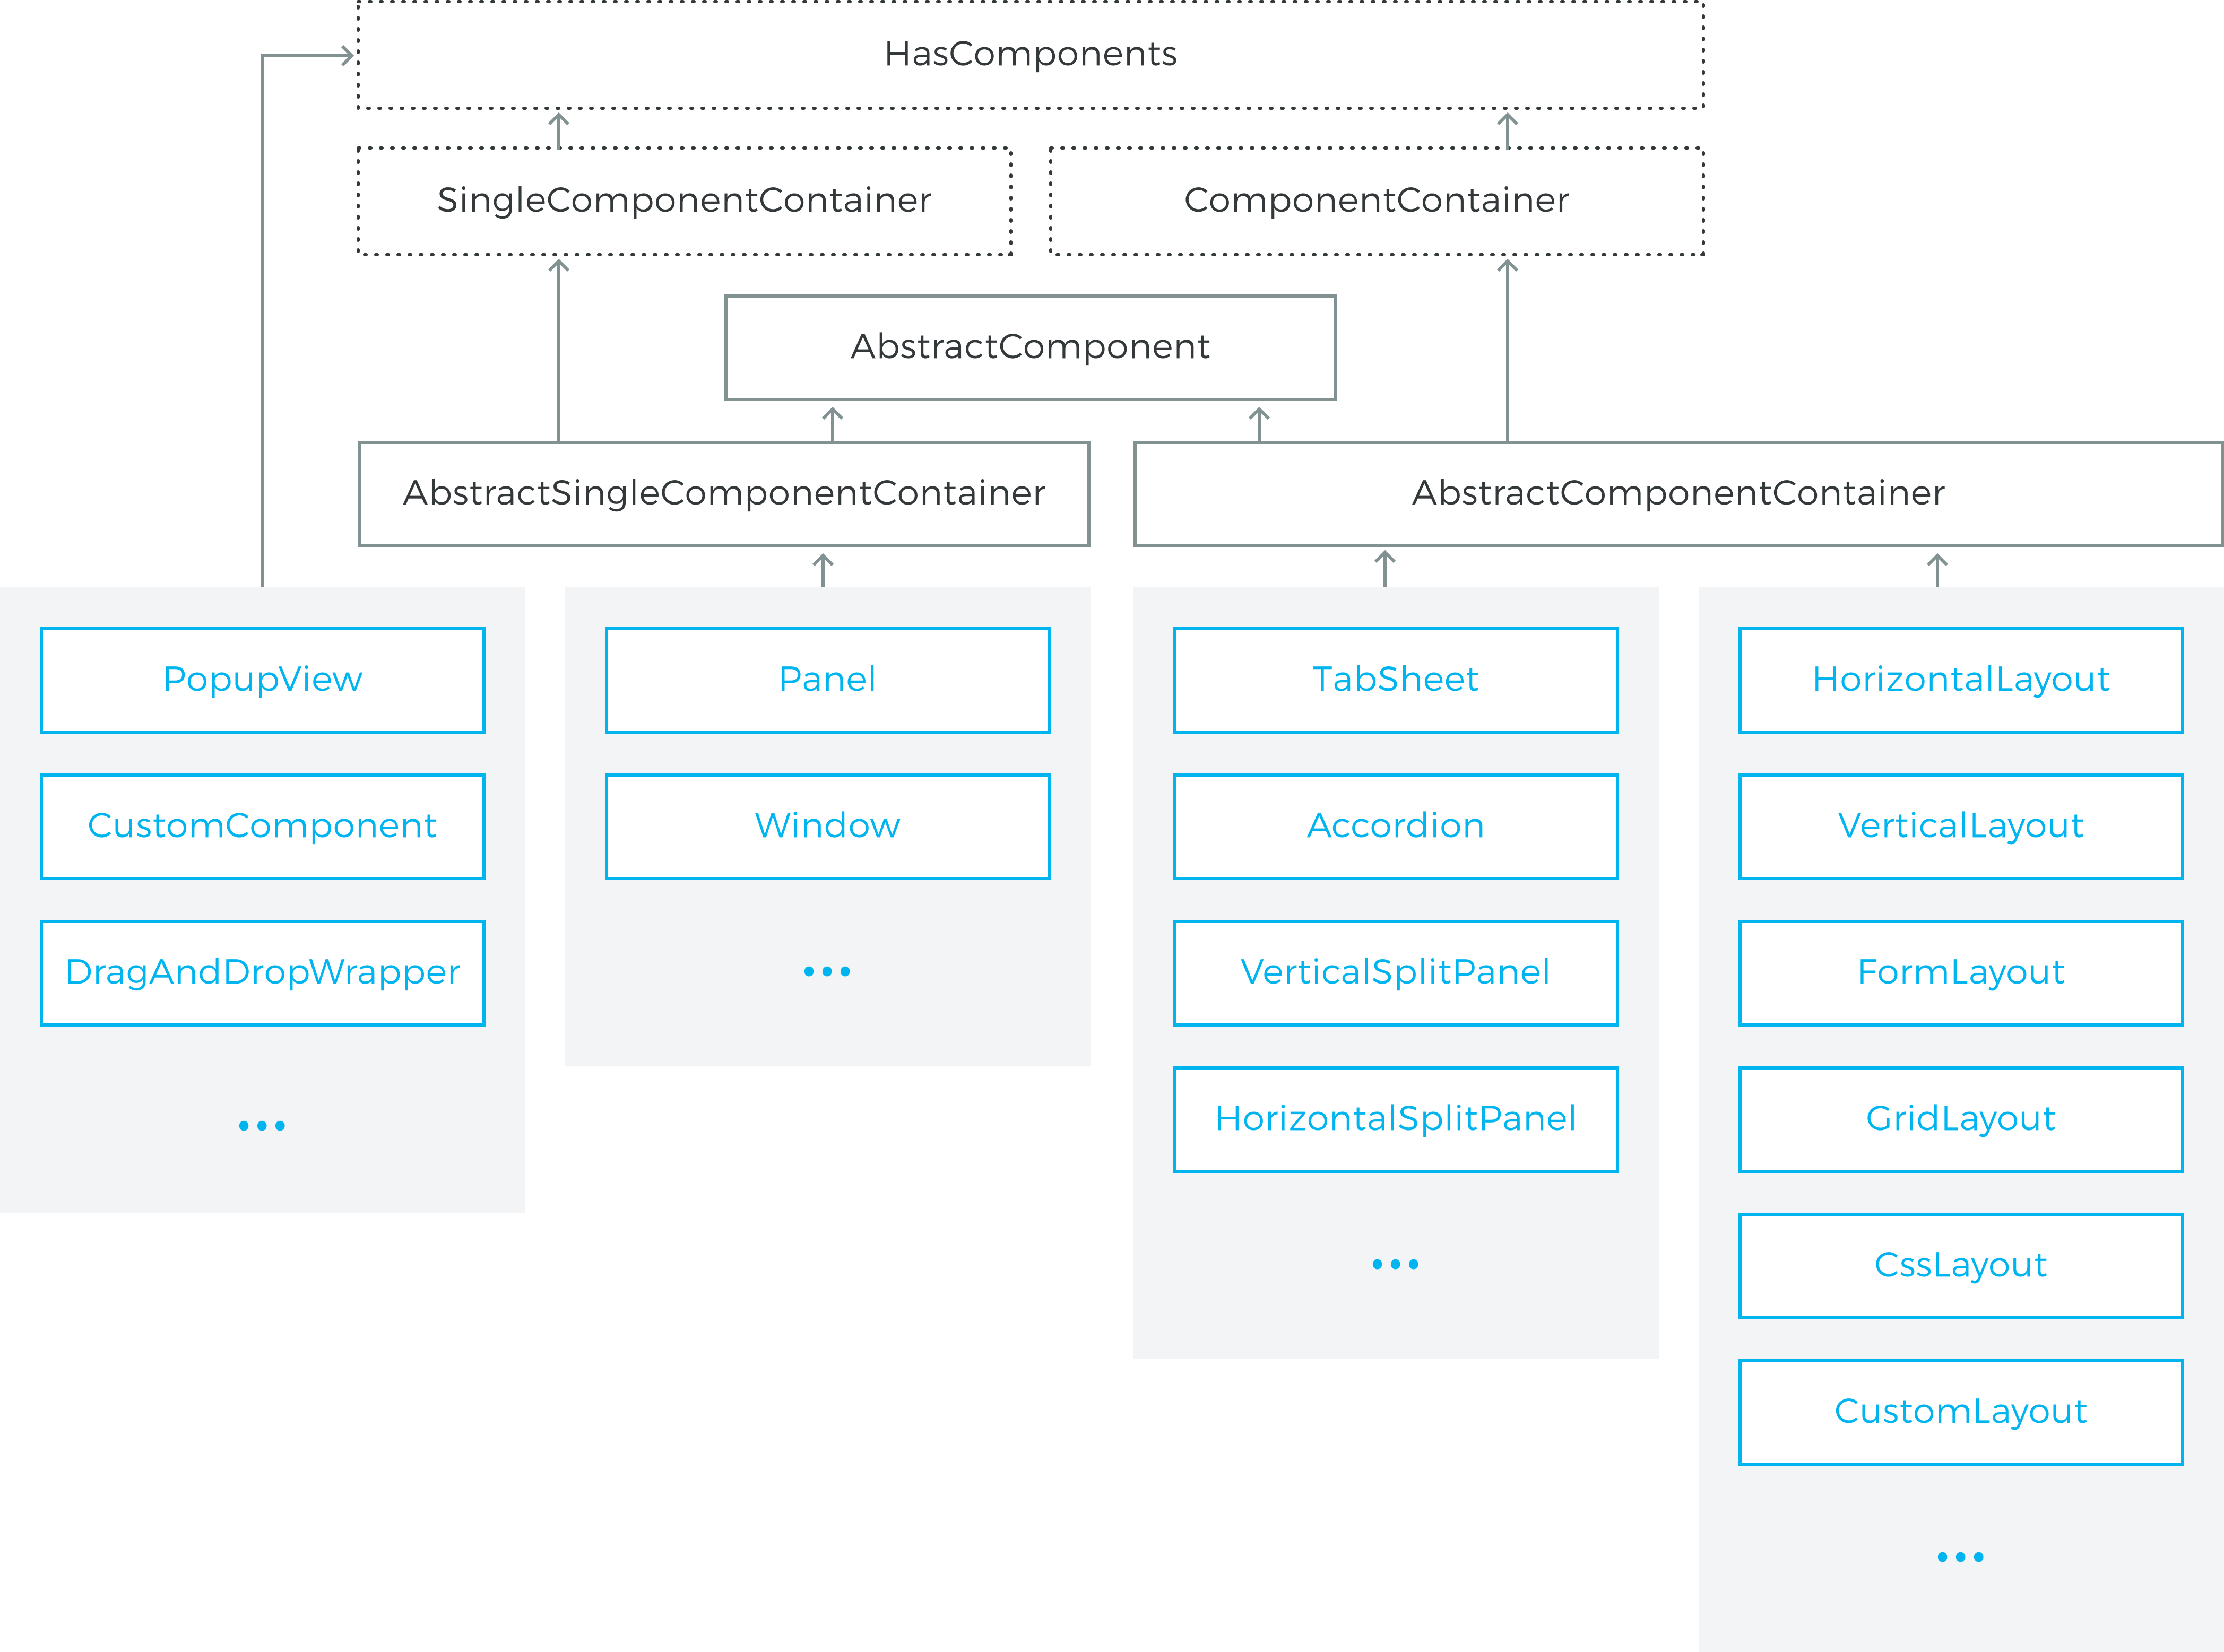 HasComponents
SingleComponentContainer
ComponentContainer
AbstractComponent
AbstractSingleComponentContainer
AbstractComponentContainer
PopupView
CustomComponent
DragAndDropWrapper
...
Panel
Window
...
TabSheet
Accordion
VerticalSplitPanel
HorizontalSplitPanel
...
HorizontalLayout
VerticalLayout
FormLayout
GridLayout
CssLayout
CustomLayout
...